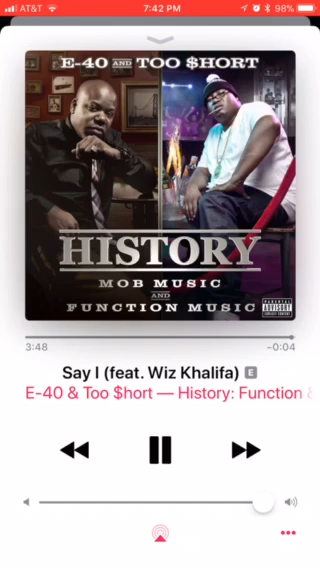 AT&T 7:42 PM 98%
E-40 AND TOO $HORT
HISTORY
MOB MUSIC
AND
FUNCTION MUSIC
PARENTAL
ADVISORY
EXPLICIT CONTENT
3:48 -0:04
Say I (feat. Wiz Khalifa) E
E-40 & Too $hort — History: Function &